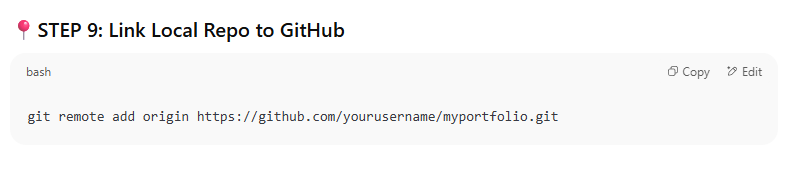 📍 STEP 9: Link Local Repo to GitHub
bash
Copy
Edit
git remote add origin https://github.com/yourusername/myportfolio.git